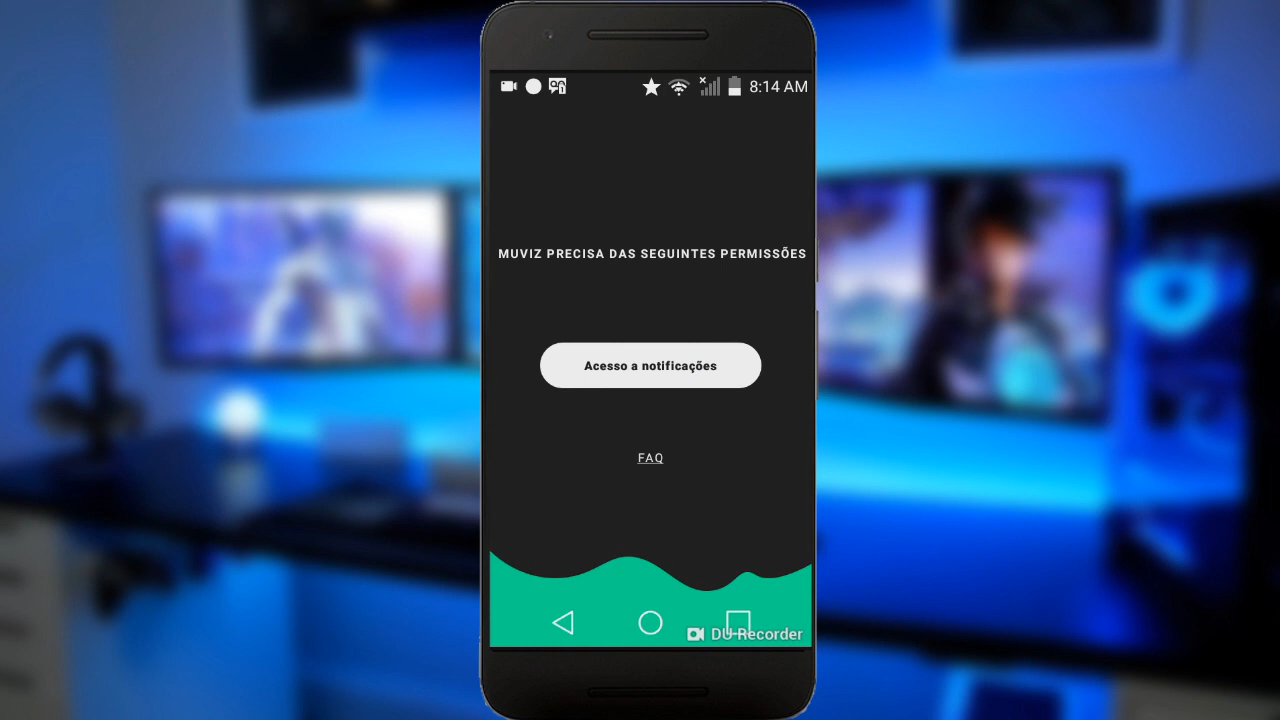 8:14 AM
MUVIZ PRECISA DAS SEGUINTES PERMISSÕES
Acesso a notificações
FAQ
DU Recorder